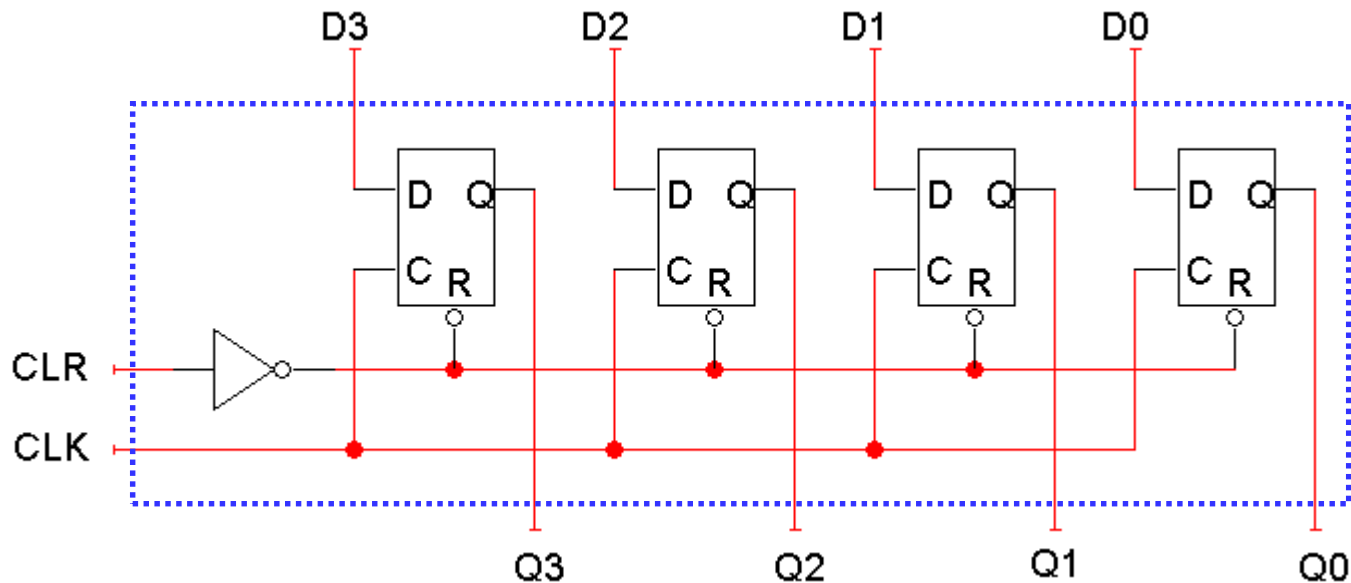 D3 D2 D1 D0
D Q D Q D Q D Q
C R C R C R C R
CLR
CLK
Q3 Q2 Q1 Q0